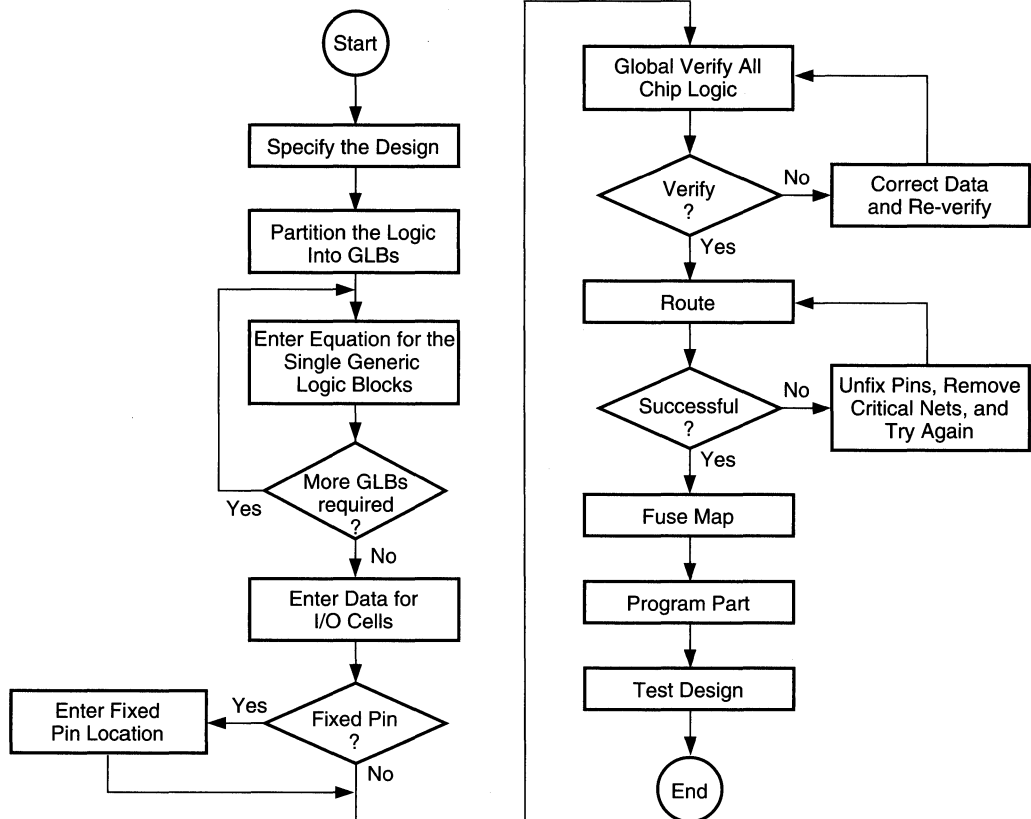 Start
Specify the Design
Partition the Logic
Into GLBs
Enter Equation for the
Single Generic
Logic Blocks
More GLBs
required
?
Yes
No
Enter Data for
I/O Cells
Fixed Pin
?
Yes
Enter Fixed
Pin Location
No
Global Verify All
Chip Logic
Verify
?
No
Correct Data
and Re-verify
Yes
Route
Successful
?
No
Unfix Pins, Remove
Critical Nets, and
Try Again
Yes
Fuse Map
Program Part
Test Design
End